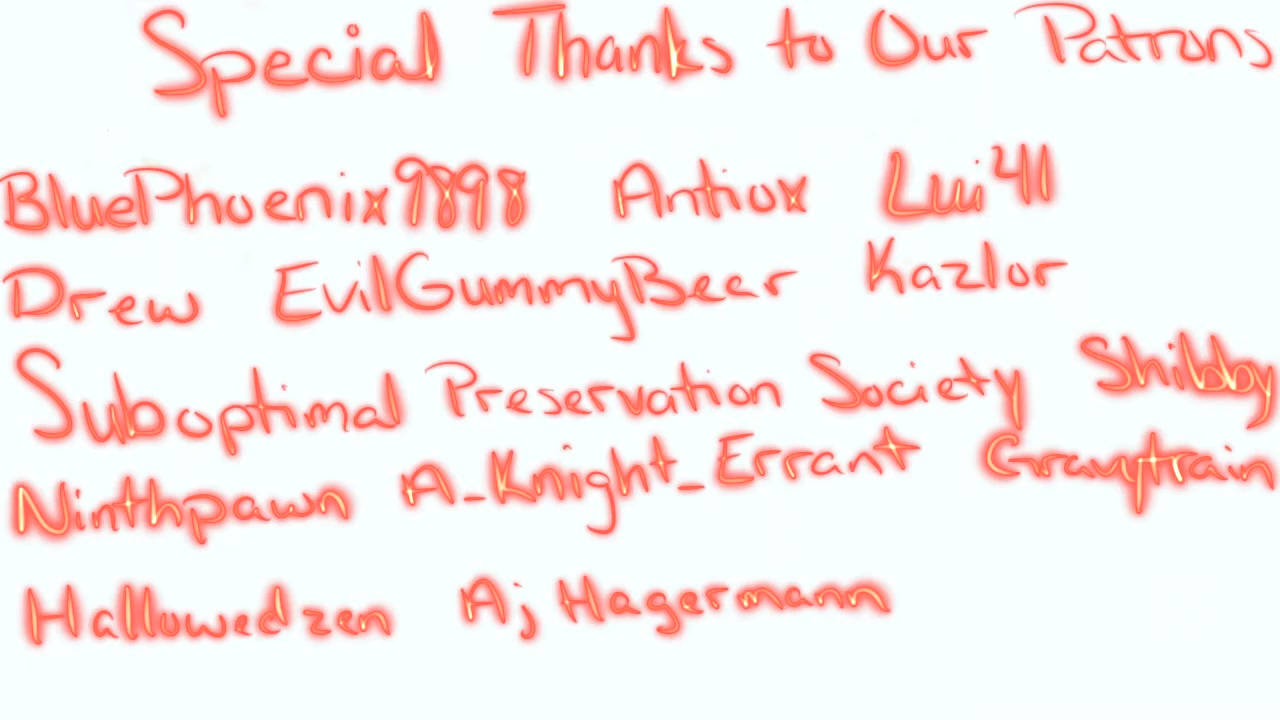 Special Thanks to Our Patrons
BluePhoenix9898 Antiox Lui41
Drew EvilGummyBear Kazlor
Suboptimal Preservation Society Shibby
Ninthpawn A_Knight_Errant Gravytrain
Hallowedzen Aj Hagermann